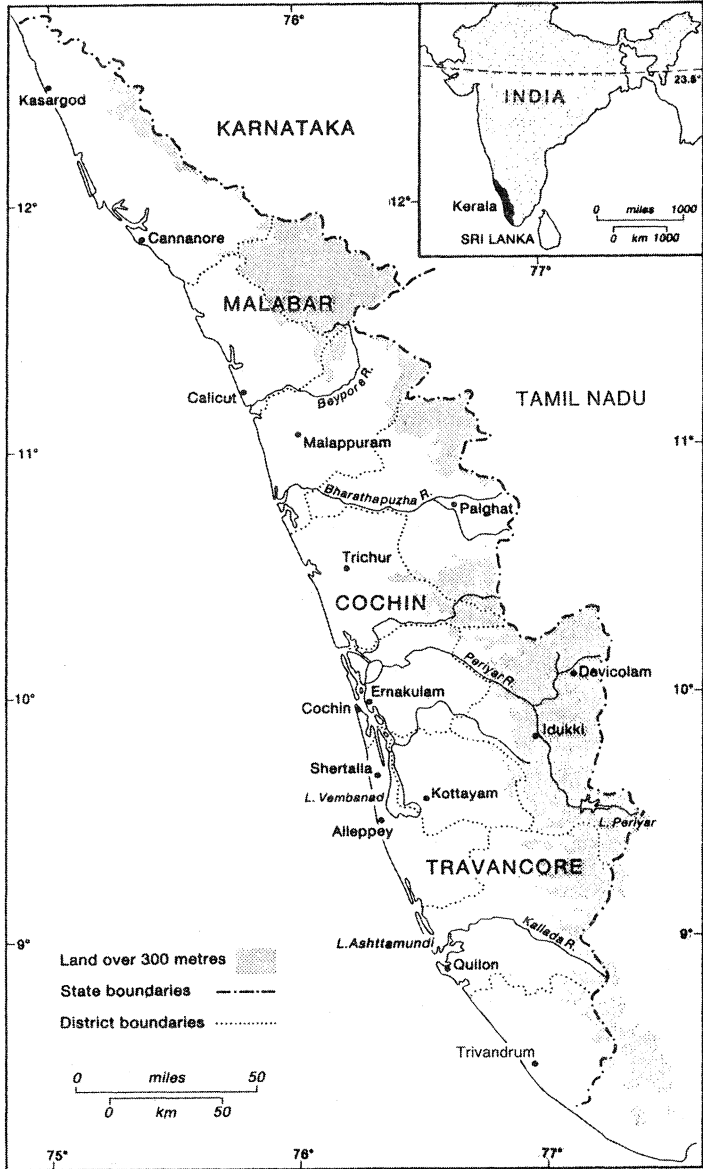 76°
INDIA
23.5°
Kasargod
KARNATAKA
12°
12°
Kerala
0 miles 1000
0 km 1000
SRI LANKA
Cannanore
77°
MALABAR
Calicut
Beypore R.
TAMIL NADU
11°
11°
Malappuram
Bharathapuzha R.
Palghat
Trichur
COCHIN
Periyar R.
Devicolam
10°
10°
Ernakulam
Cochin
Idukki
Shertalla
L. Vembanad
Kottayam
L. Periyar
Alleppey
TRAVANCORE
9°
9°
L. Ashttamundi
Kallada R.
Land over 300 metres
Quilon
State boundaries
District boundaries
Trivandrum
0 miles 50
0 km 50
75°
76°
77°